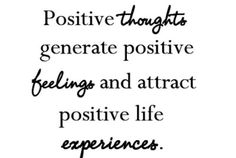 Positive thoughts
generate positive
feelings and attract
positive life
experiences.